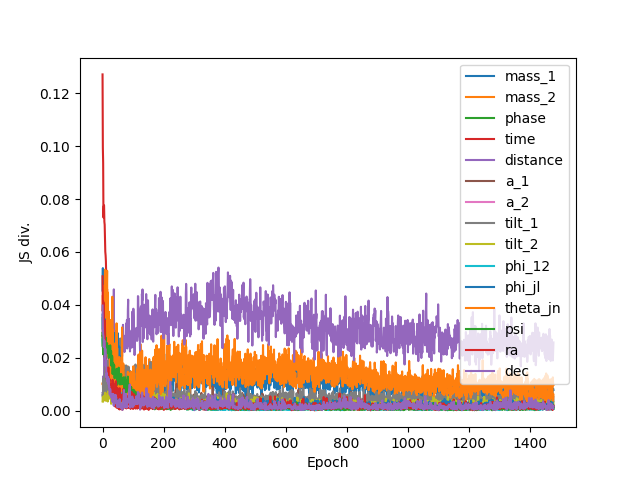 0.12
0.10
0.08
0.06
0.04
0.02
0.00
JS div.
0 200 400 600 800 1000 1200 1400
Epoch
mass_1
mass_2
phase
time
distance
a_1
a_2
tilt_1
tilt_2
phi_12
phi_jl
theta_jn
psi
ra
dec